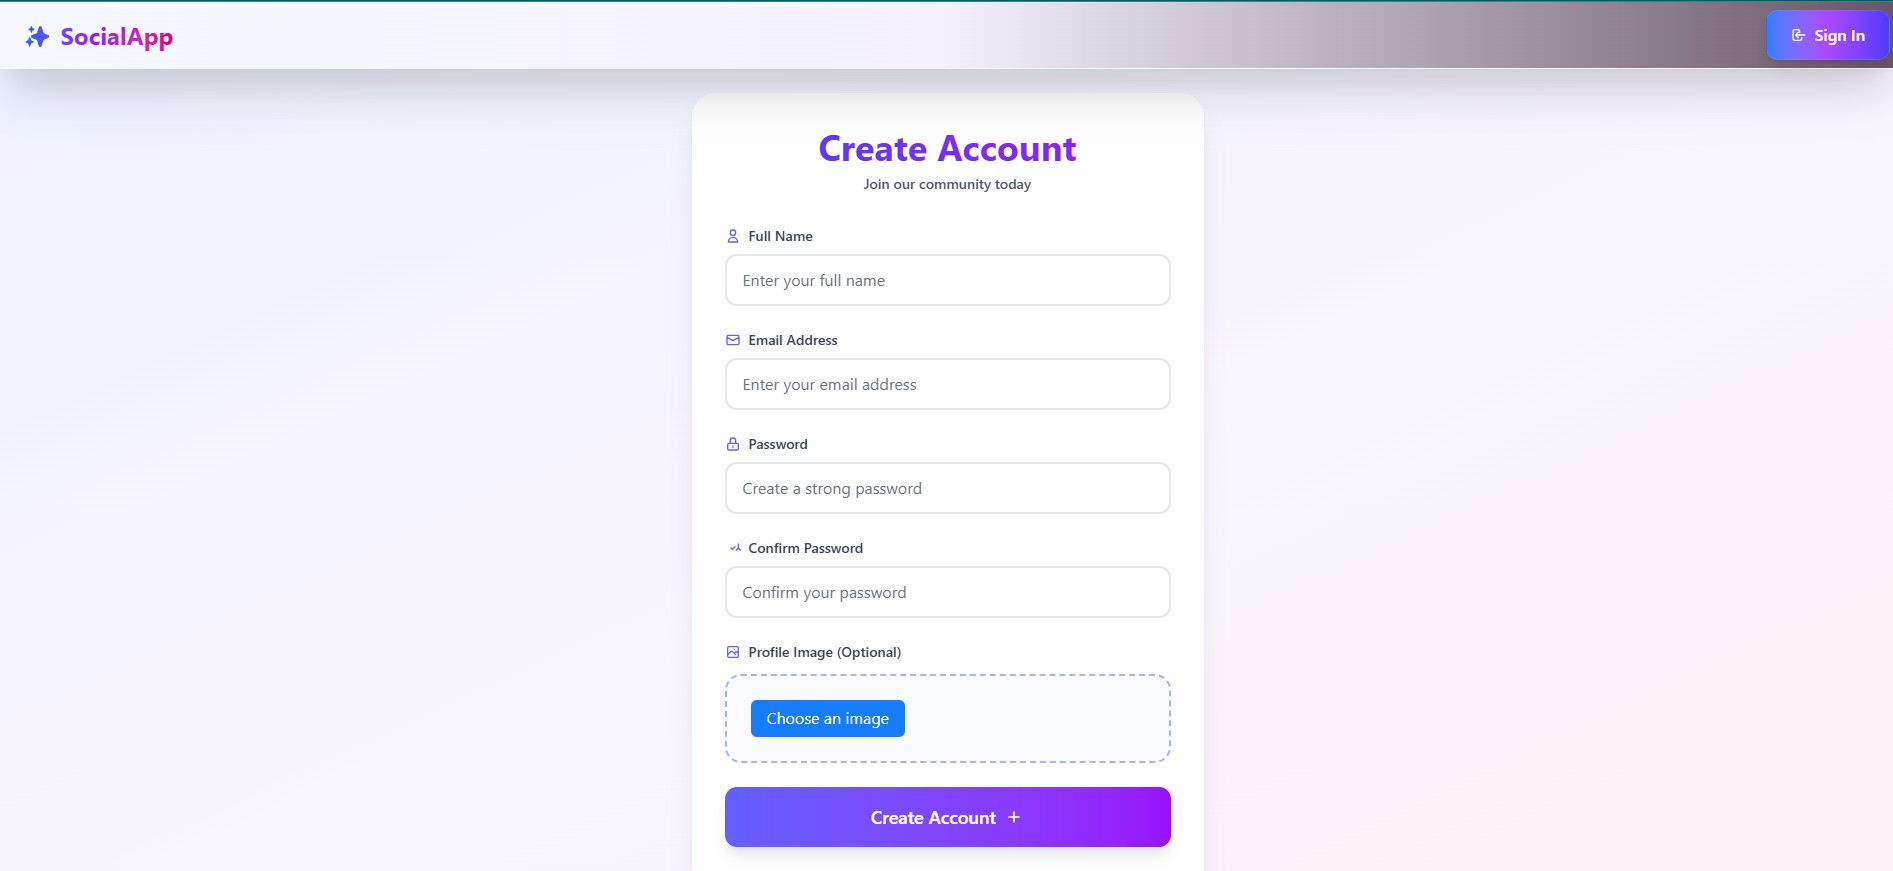 SocialApp
Sign In
Create Account
Join our community today
Full Name
Enter your full name
Email Address
Enter your email address
Password
Create a strong password
Confirm Password
Confirm your password
Profile Image (Optional)
Choose an image
Create Account +